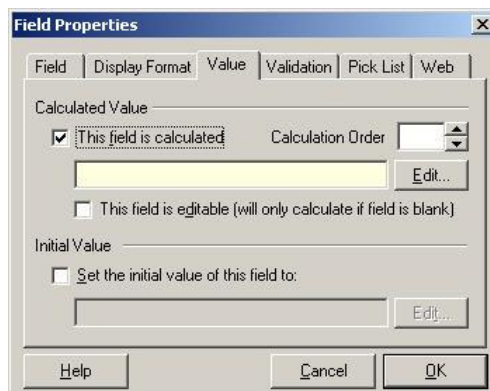 Field Properties
Field Display Format Value Validation Pick List Web
Calculated Value
This field is calculated Calculation Order
Edit...
This field is editable (will only calculate if field is blank)
Initial Value
Set the initial value of this field to:
Edit...
Help Cancel OK